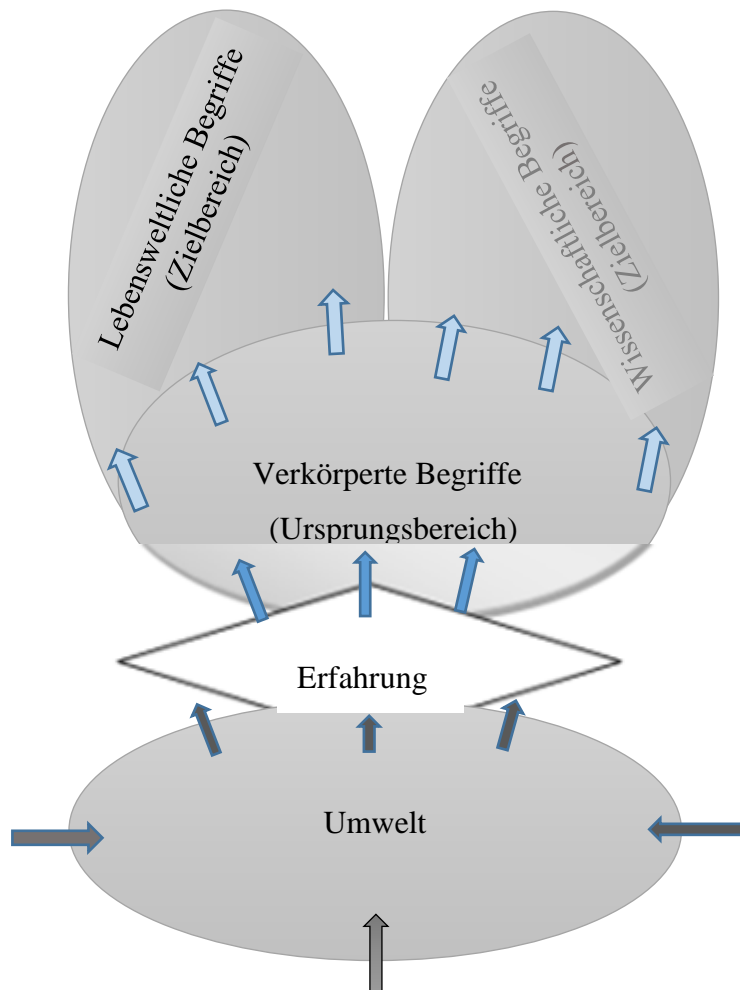 Lebensweltliche Begriffe
(Zielbereich)
Wissenschaftliche Begriffe
(Zielbereich)
Verkörperte Begriffe
(Ursprungsbereich)
Erfahrung
Umwelt